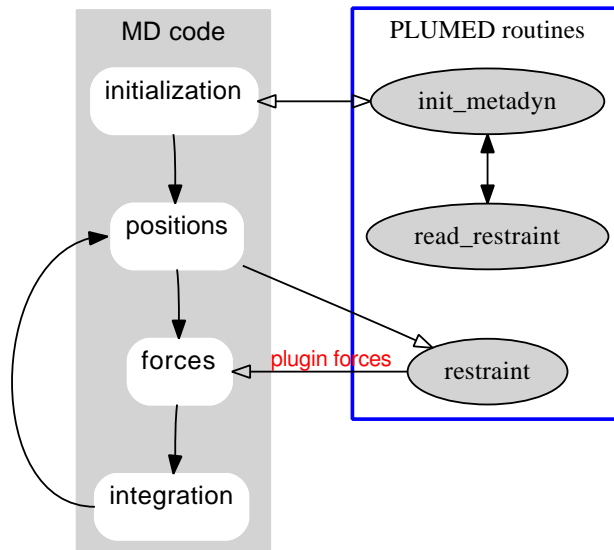 MD code
PLUMED routines
initialization
init_metadyn
positions
read_restraint
forces
plugin forces
restraint
integration